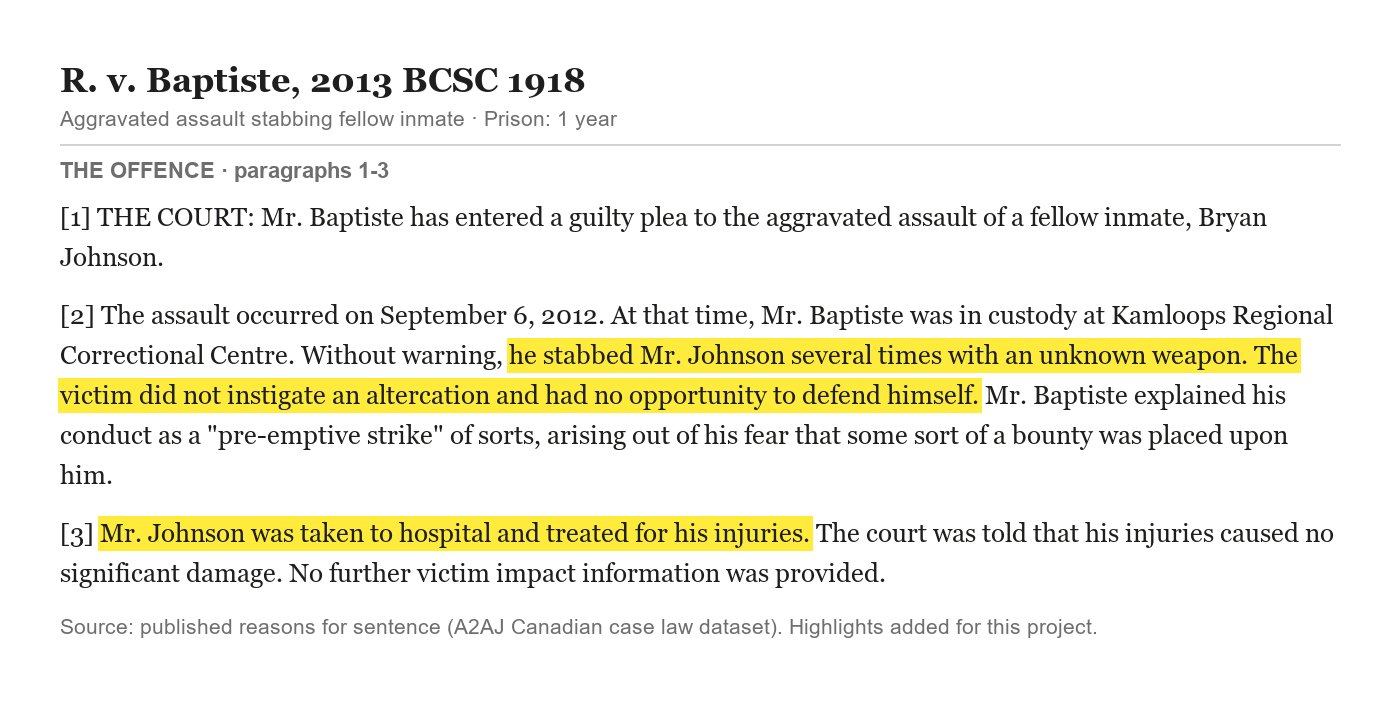 R. v. Baptiste, 2013 BCSC 1918
Aggravated assault stabbing fellow inmate · Prison: 1 year
THE OFFENCE · paragraphs 1-3
[1] THE COURT: Mr. Baptiste has entered a guilty plea to the aggravated assault of a fellow inmate, Bryan
Johnson.
[2] The assault occurred on September 6, 2012. At that time, Mr. Baptiste was in custody at Kamloops Regional
Correctional Centre. Without warning, he stabbed Mr. Johnson several times with an unknown weapon. The
victim did not instigate an altercation and had no opportunity to defend himself. Mr. Baptiste explained his
conduct as a "pre-emptive strike" of sorts, arising out of his fear that some sort of a bounty was placed upon
him.
[3] Mr. Johnson was taken to hospital and treated for his injuries. The court was told that his injuries caused no
significant damage. No further victim impact information was provided.
Source: published reasons for sentence (A2AJ Canadian case law dataset). Highlights added for this project.